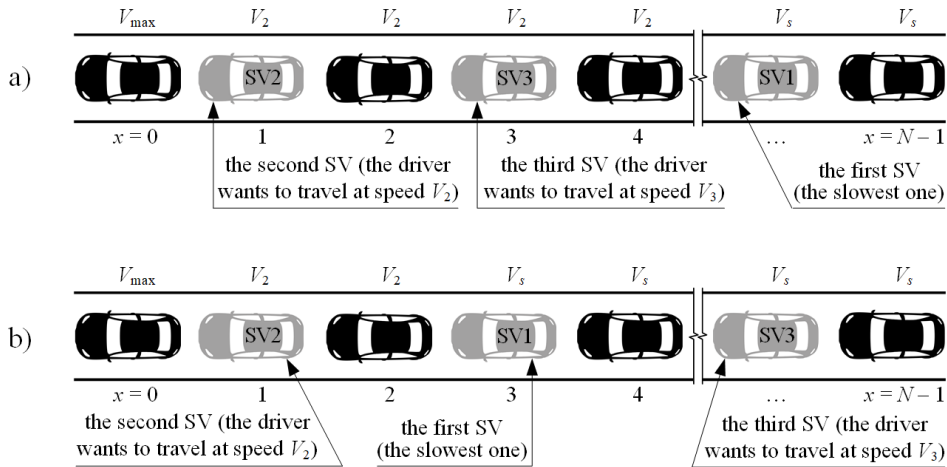 a)
V_max V_2 V_2 V_2 V_2 V_s V_s
SV2 SV3 SV1
x = 0 1 2 3 4 ... x = N – 1
the second SV (the driver
wants to travel at speed V_2)
the third SV (the driver
wants to travel at speed V_3)
the first SV
(the slowest one)
b)
V_max V_2 V_2 V_s V_s V_s V_s
SV2 SV1 SV3
x = 0 1 2 3 4 ... x = N – 1
the second SV (the driver
wants to travel at speed V_2)
the first SV
(the slowest one)
the third SV (the driver
wants to travel at speed V_3)